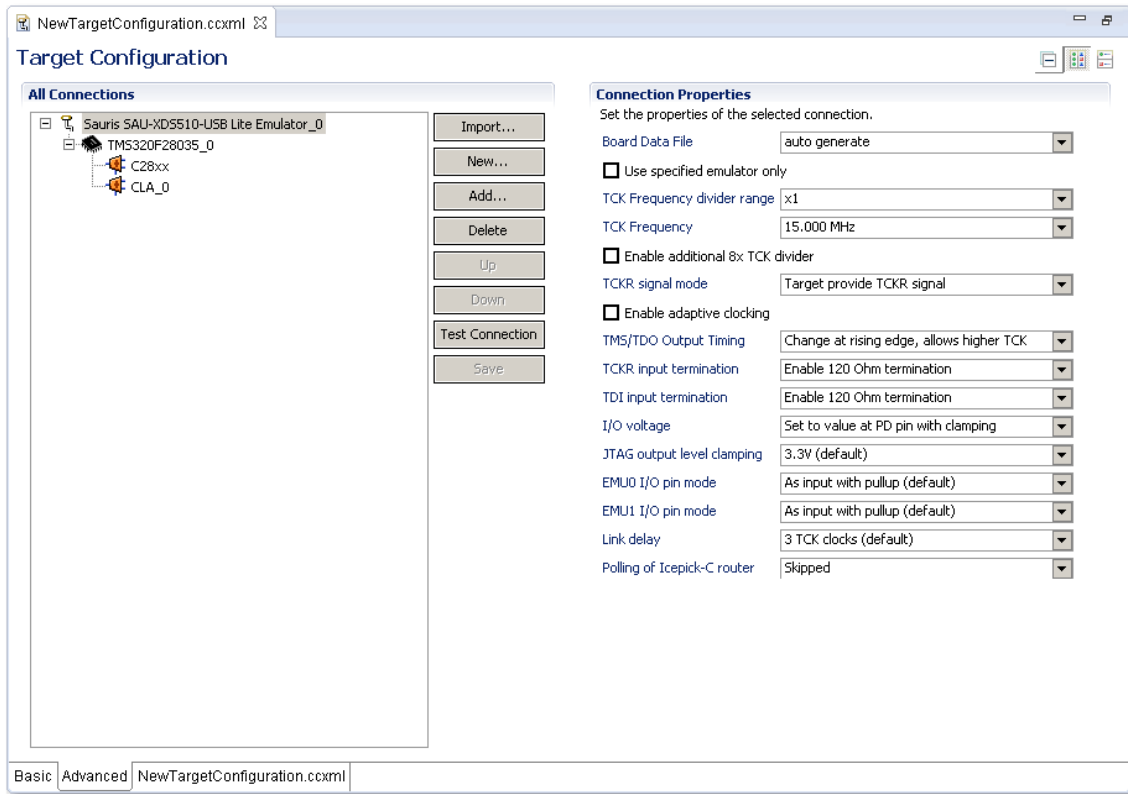 NewTargetConfiguration.ccxml
Target Configuration
All Connections
Sauris SAU-XDS510-USB Lite Emulator_0
TMS320F28035_0
C28xx
CLA_0
Import...
New...
Add...
Delete
Up
Down
Test Connection
Save
Connection Properties
Set the properties of the selected connection.
Board Data File auto generate
Use specified emulator only
TCK Frequency divider range x1
TCK Frequency 15.000 MHz
Enable additional 8x TCK divider
TCKR signal mode Target provide TCKR signal
Enable adaptive clocking
TMS/TDO Output Timing Change at rising edge, allows higher TCK
TCKR input termination Enable 120 Ohm termination
TDI input termination Enable 120 Ohm termination
I/O voltage Set to value at PD pin with clamping
JTAG output level clamping 3.3V (default)
EMU0 I/O pin mode As input with pullup (default)
EMU1 I/O pin mode As input with pullup (default)
Link delay 3 TCK clocks (default)
Polling of Icepick-C router Skipped
Basic Advanced NewTargetConfiguration.ccxml